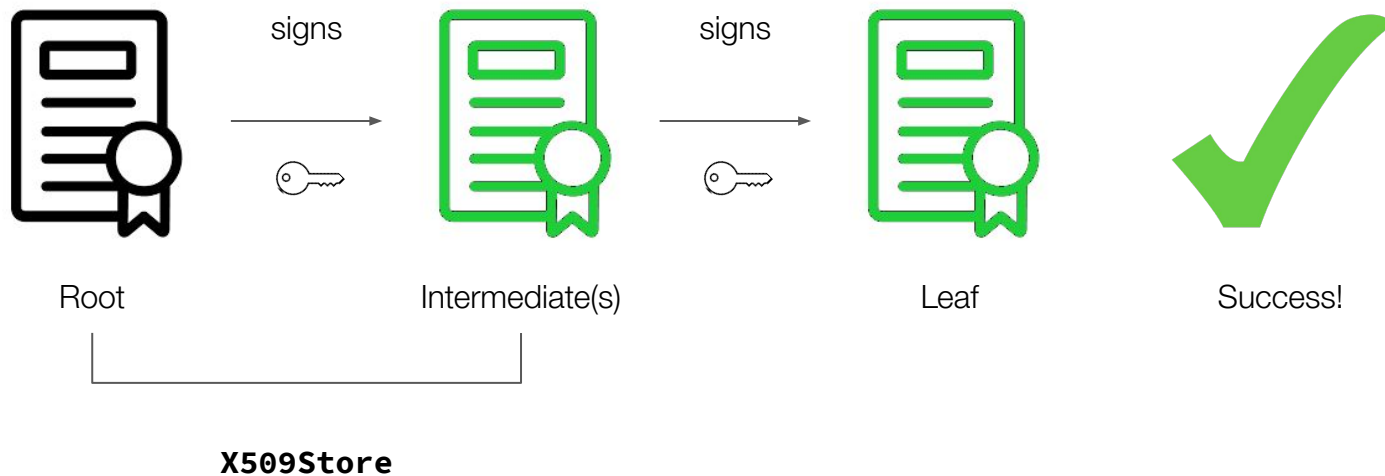 signs
signs
Root
Intermediate(s)
Leaf
Success!
X509Store